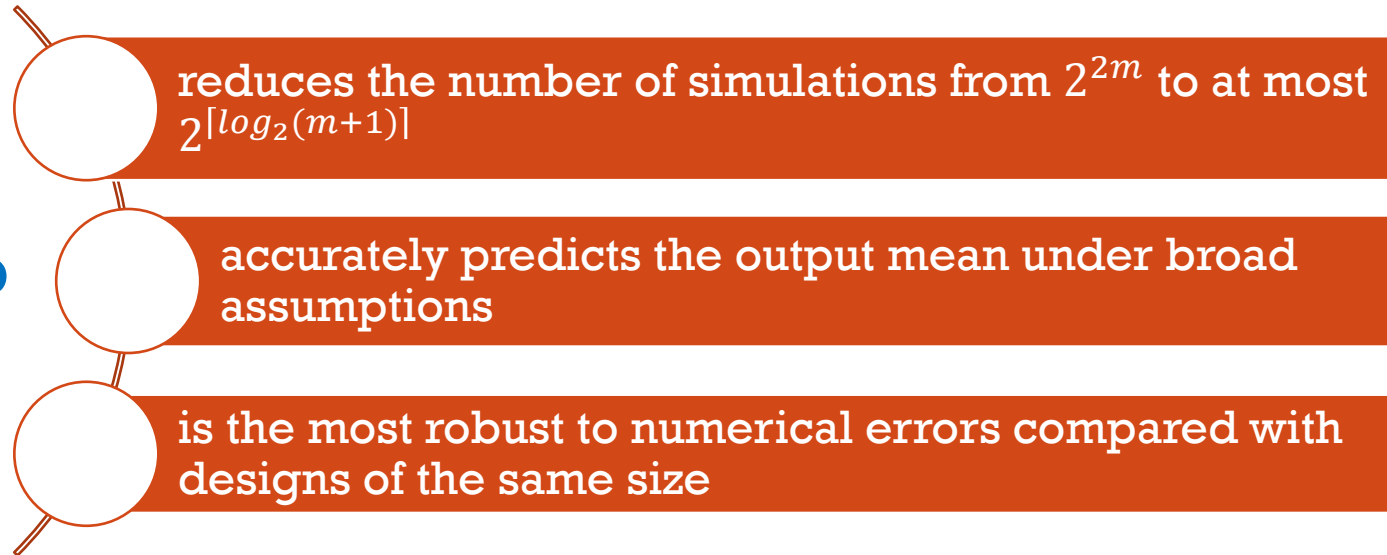 reduces the number of simulations from 2^{2m} to at most
2^{⌈log₂(m+1)⌉}
accurately predicts the output mean under broad
assumptions
is the most robust to numerical errors compared with
designs of the same size